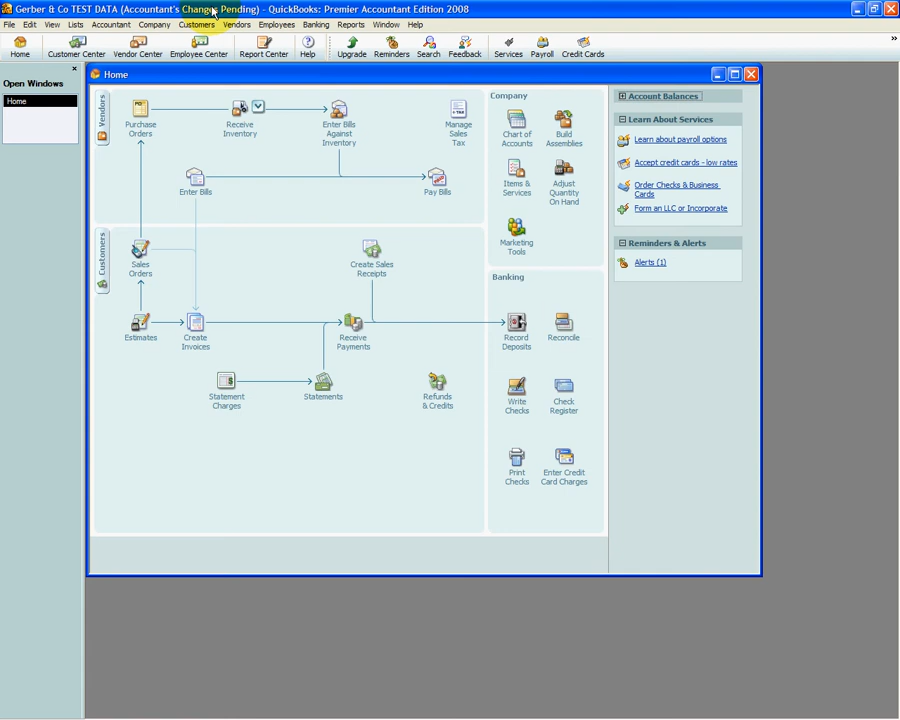 Gerber & Co TEST DATA (Accountant's Changes Pending) - QuickBooks: Premier Accountant Edition 2008
File Edit View Lists Accountant Company Customers Vendors Employees Banking Reports Window Help
Home Customer Center Vendor Center Employee Center Report Center Help Upgrade Reminders Search Feedback Services Payroll Credit Cards
Open Windows
Home
Home
Vendors
Purchase
Orders
Receive
Inventory
Enter Bills
Against
Inventory
Manage
Sales
Tax
Enter Bills
Pay Bills
Customers
Sales
Orders
Create Sales
Receipts
Estimates
Create
Invoices
Receive
Payments
Statement
Charges
Statements
Refunds
& Credits
Company
Chart of
Accounts
Build
Assemblies
Items &
Services
Adjust
Quantity
On Hand
Marketing
Tools
Banking
Record
Deposits
Reconcile
Write
Checks
Check
Register
Print
Checks
Enter Credit
Card Charges
Account Balances
Learn About Services
Learn about payroll options
Accept credit cards - low rates
Order Checks & Business
Cards
Form an LLC or Incorporate
Reminders & Alerts
Alerts (1)